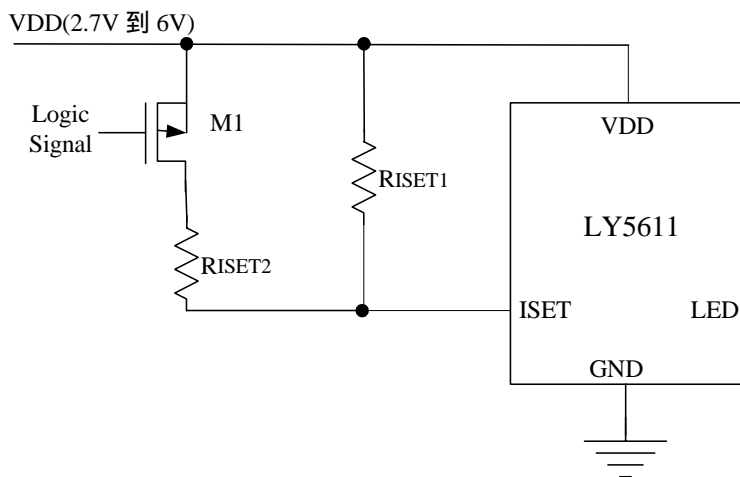 VDD(2.7V 到 6V)
Logic
Signal
M1
VDD
RISET1
LY5611
RISET2
ISET
LED
GND